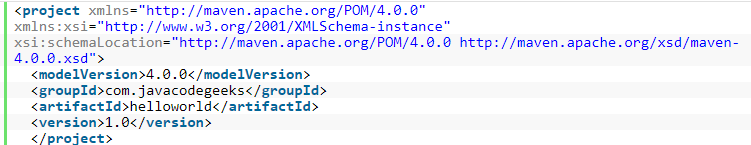 <project xmlns="http://maven.apache.org/POM/4.0.0"
xmlns:xsi="http://www.w3.org/2001/XMLSchema-instance"
xsi:schemaLocation="http://maven.apache.org/POM/4.0.0 http://maven.apache.org/xsd/maven-
4.0.0.xsd">
<modelVersion>4.0.0</modelVersion>
<groupId>com.javacodegeeks</groupId>
<artifactId>helloworld</artifactId>
<version>1.0</version>
</project>